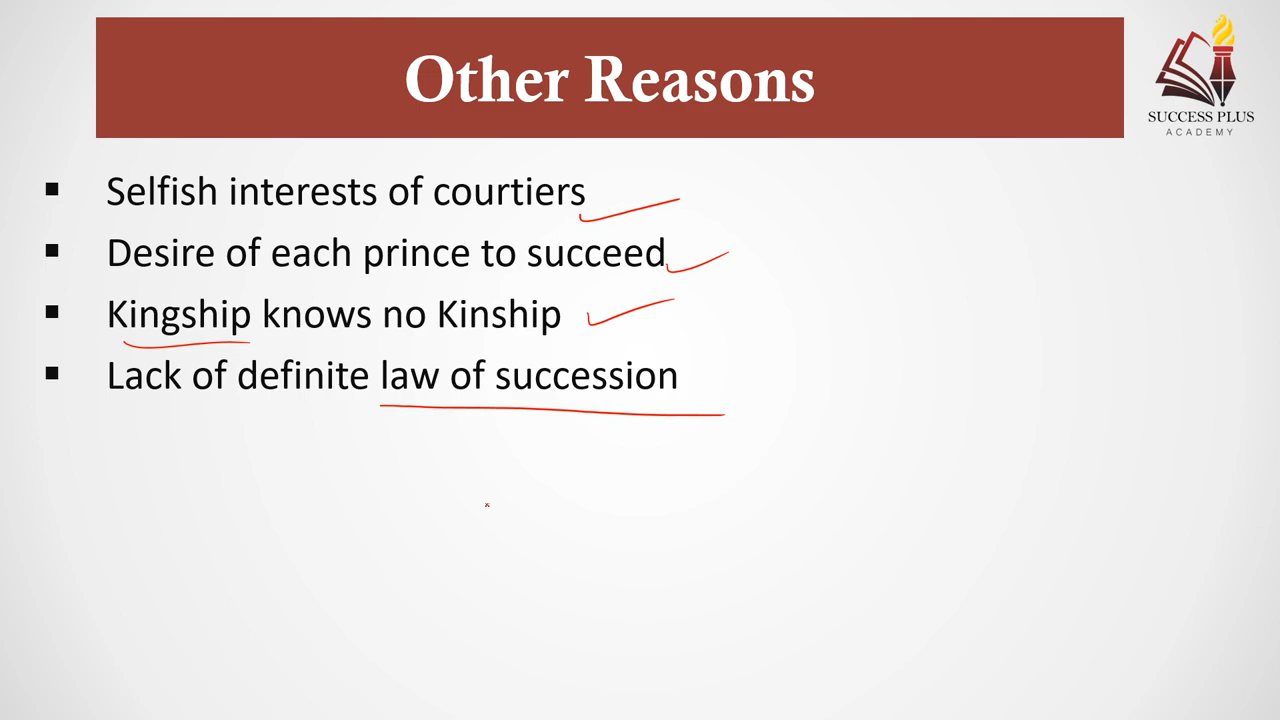 Other Reasons
SUCCESS PLUS
ACADEMY
▪ Selfish interests of courtiers
▪ Desire of each prince to succeed
▪ Kingship knows no Kinship
▪ Lack of definite law of succession